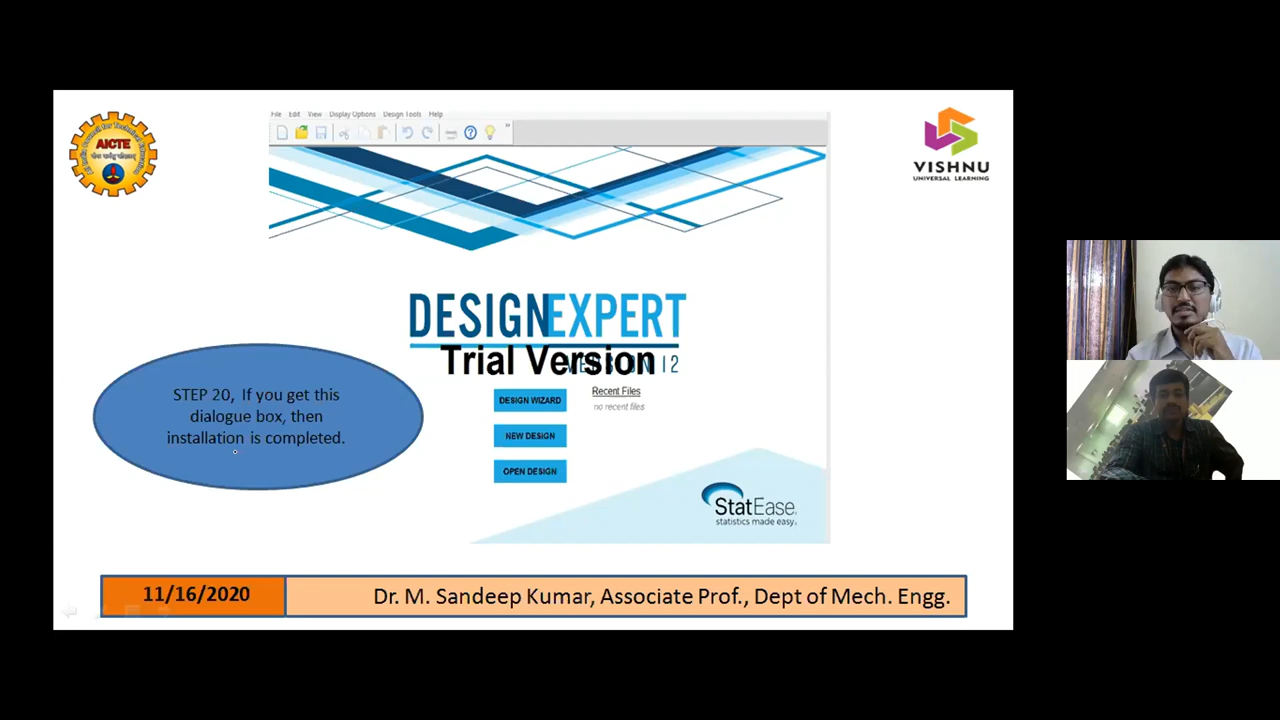 File Edit View Display Options Design Tools Help
AICTE
VISHNU
UNIVERSAL LEARNING
DESIGNEXPERT
Trial Version
DESIGN WIZARD
Recent Files
no recent files
NEW DESIGN
OPEN DESIGN
STEP 20, If you get this
dialogue box, then
installation is completed.
StatEase
statistics made easy
11/16/2020
Dr. M. Sandeep Kumar, Associate Prof., Dept of Mech. Engg.